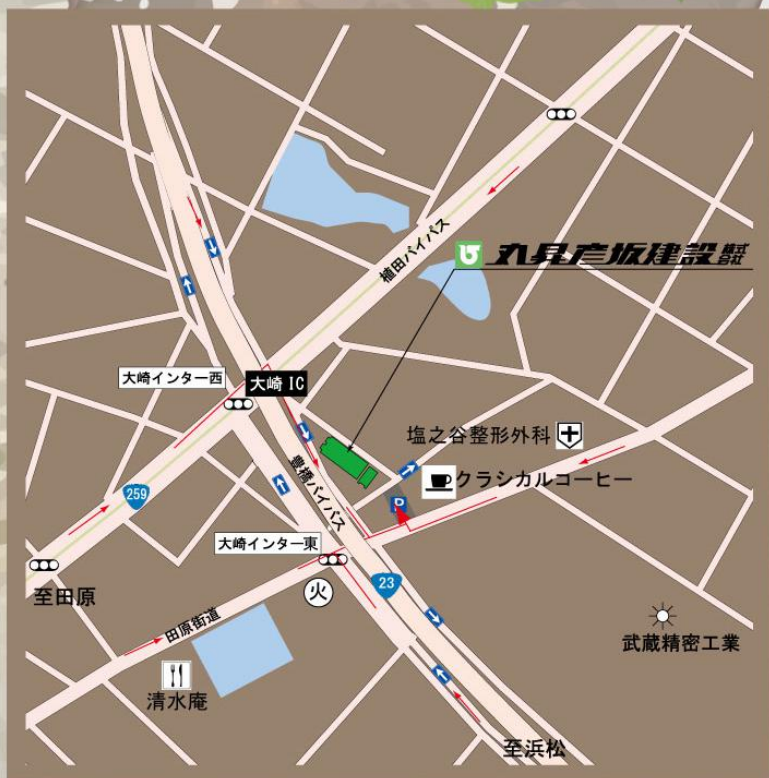 植田バイパス
丸昇彦坂建設株式会社
大崎インター西
大崎 IC
塩之谷整形外科
クラシカルコーヒー
259
豊橋バイパス
P
大崎インター東
23
至田原
火
田原街道
武蔵精密工業
清水庵
至浜松